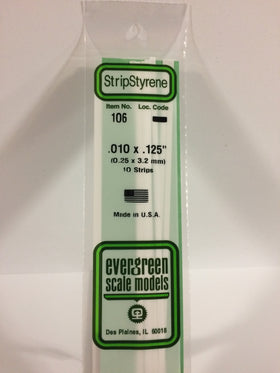 StripStyrene
Item No. Loc. Code
106
.010 x .125"
(0.25 x 3.2 mm)
10 Strips
Made in U.S.A.
evergreen
scale models
Des Plaines, IL 60018